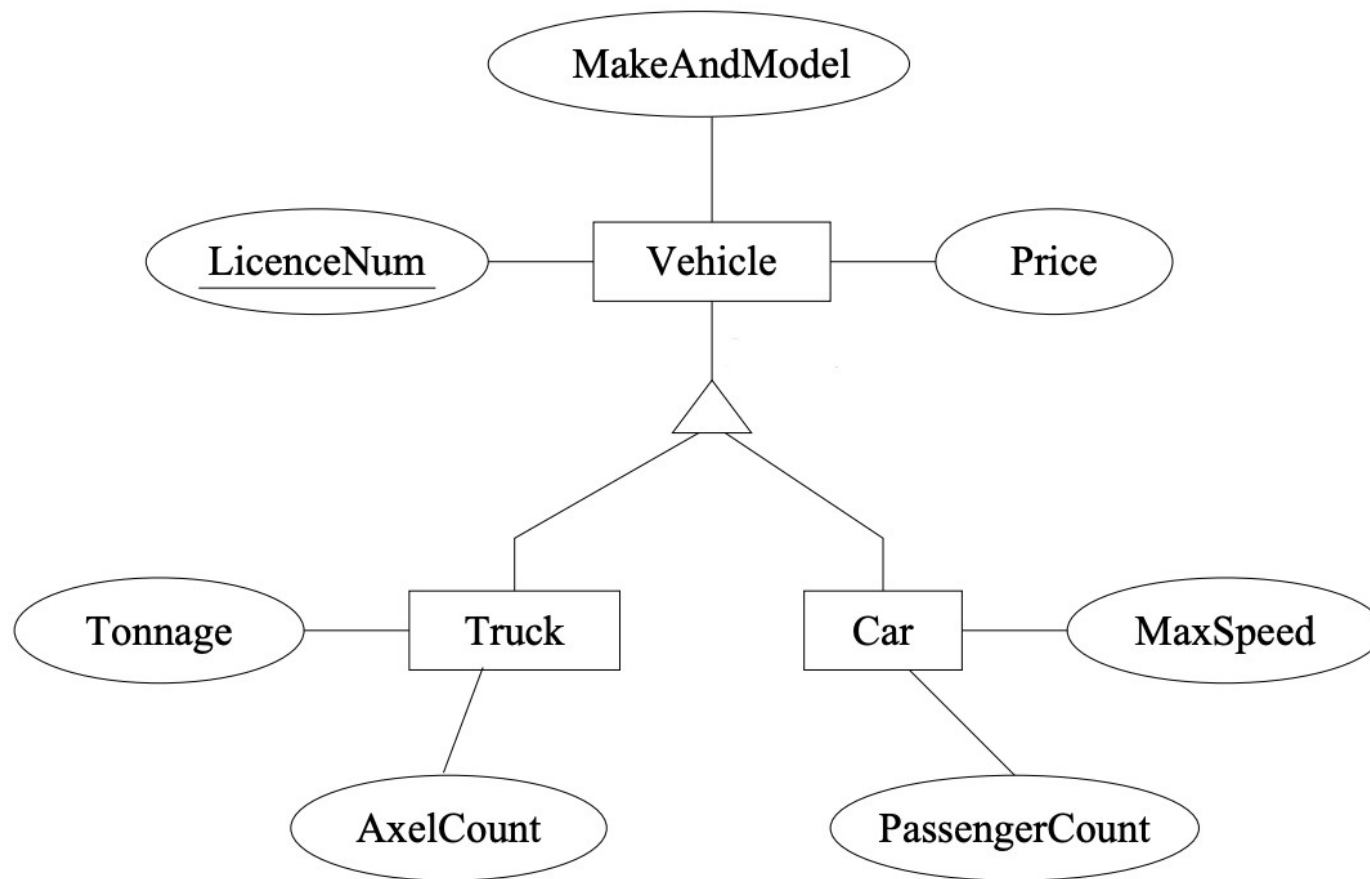 MakeAndModel
LicenceNum
Vehicle
Price
Tonnage
Truck
Car
MaxSpeed
AxelCount
PassengerCount